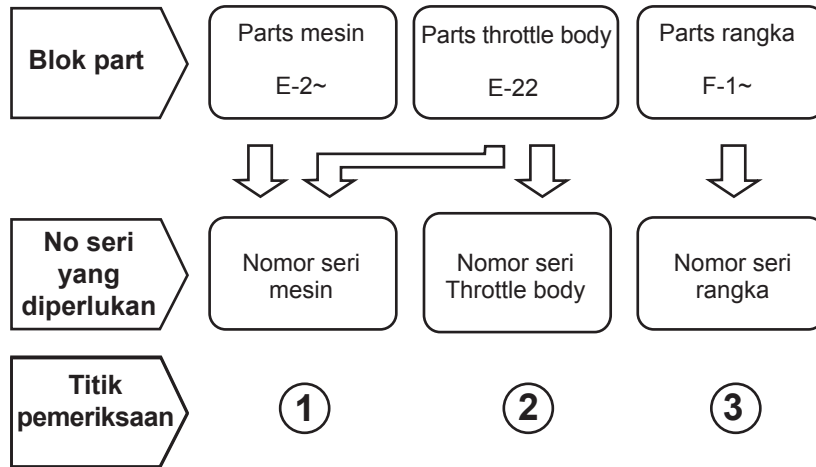 Blok part
Parts mesin
E-2~
Parts throttle body
E-22
Parts rangka
F-1~
No seri
yang
diperlukan
Nomor seri
mesin
Nomor seri
Throttle body
Nomor seri
rangka
Titik
pemeriksaan
1
2
3